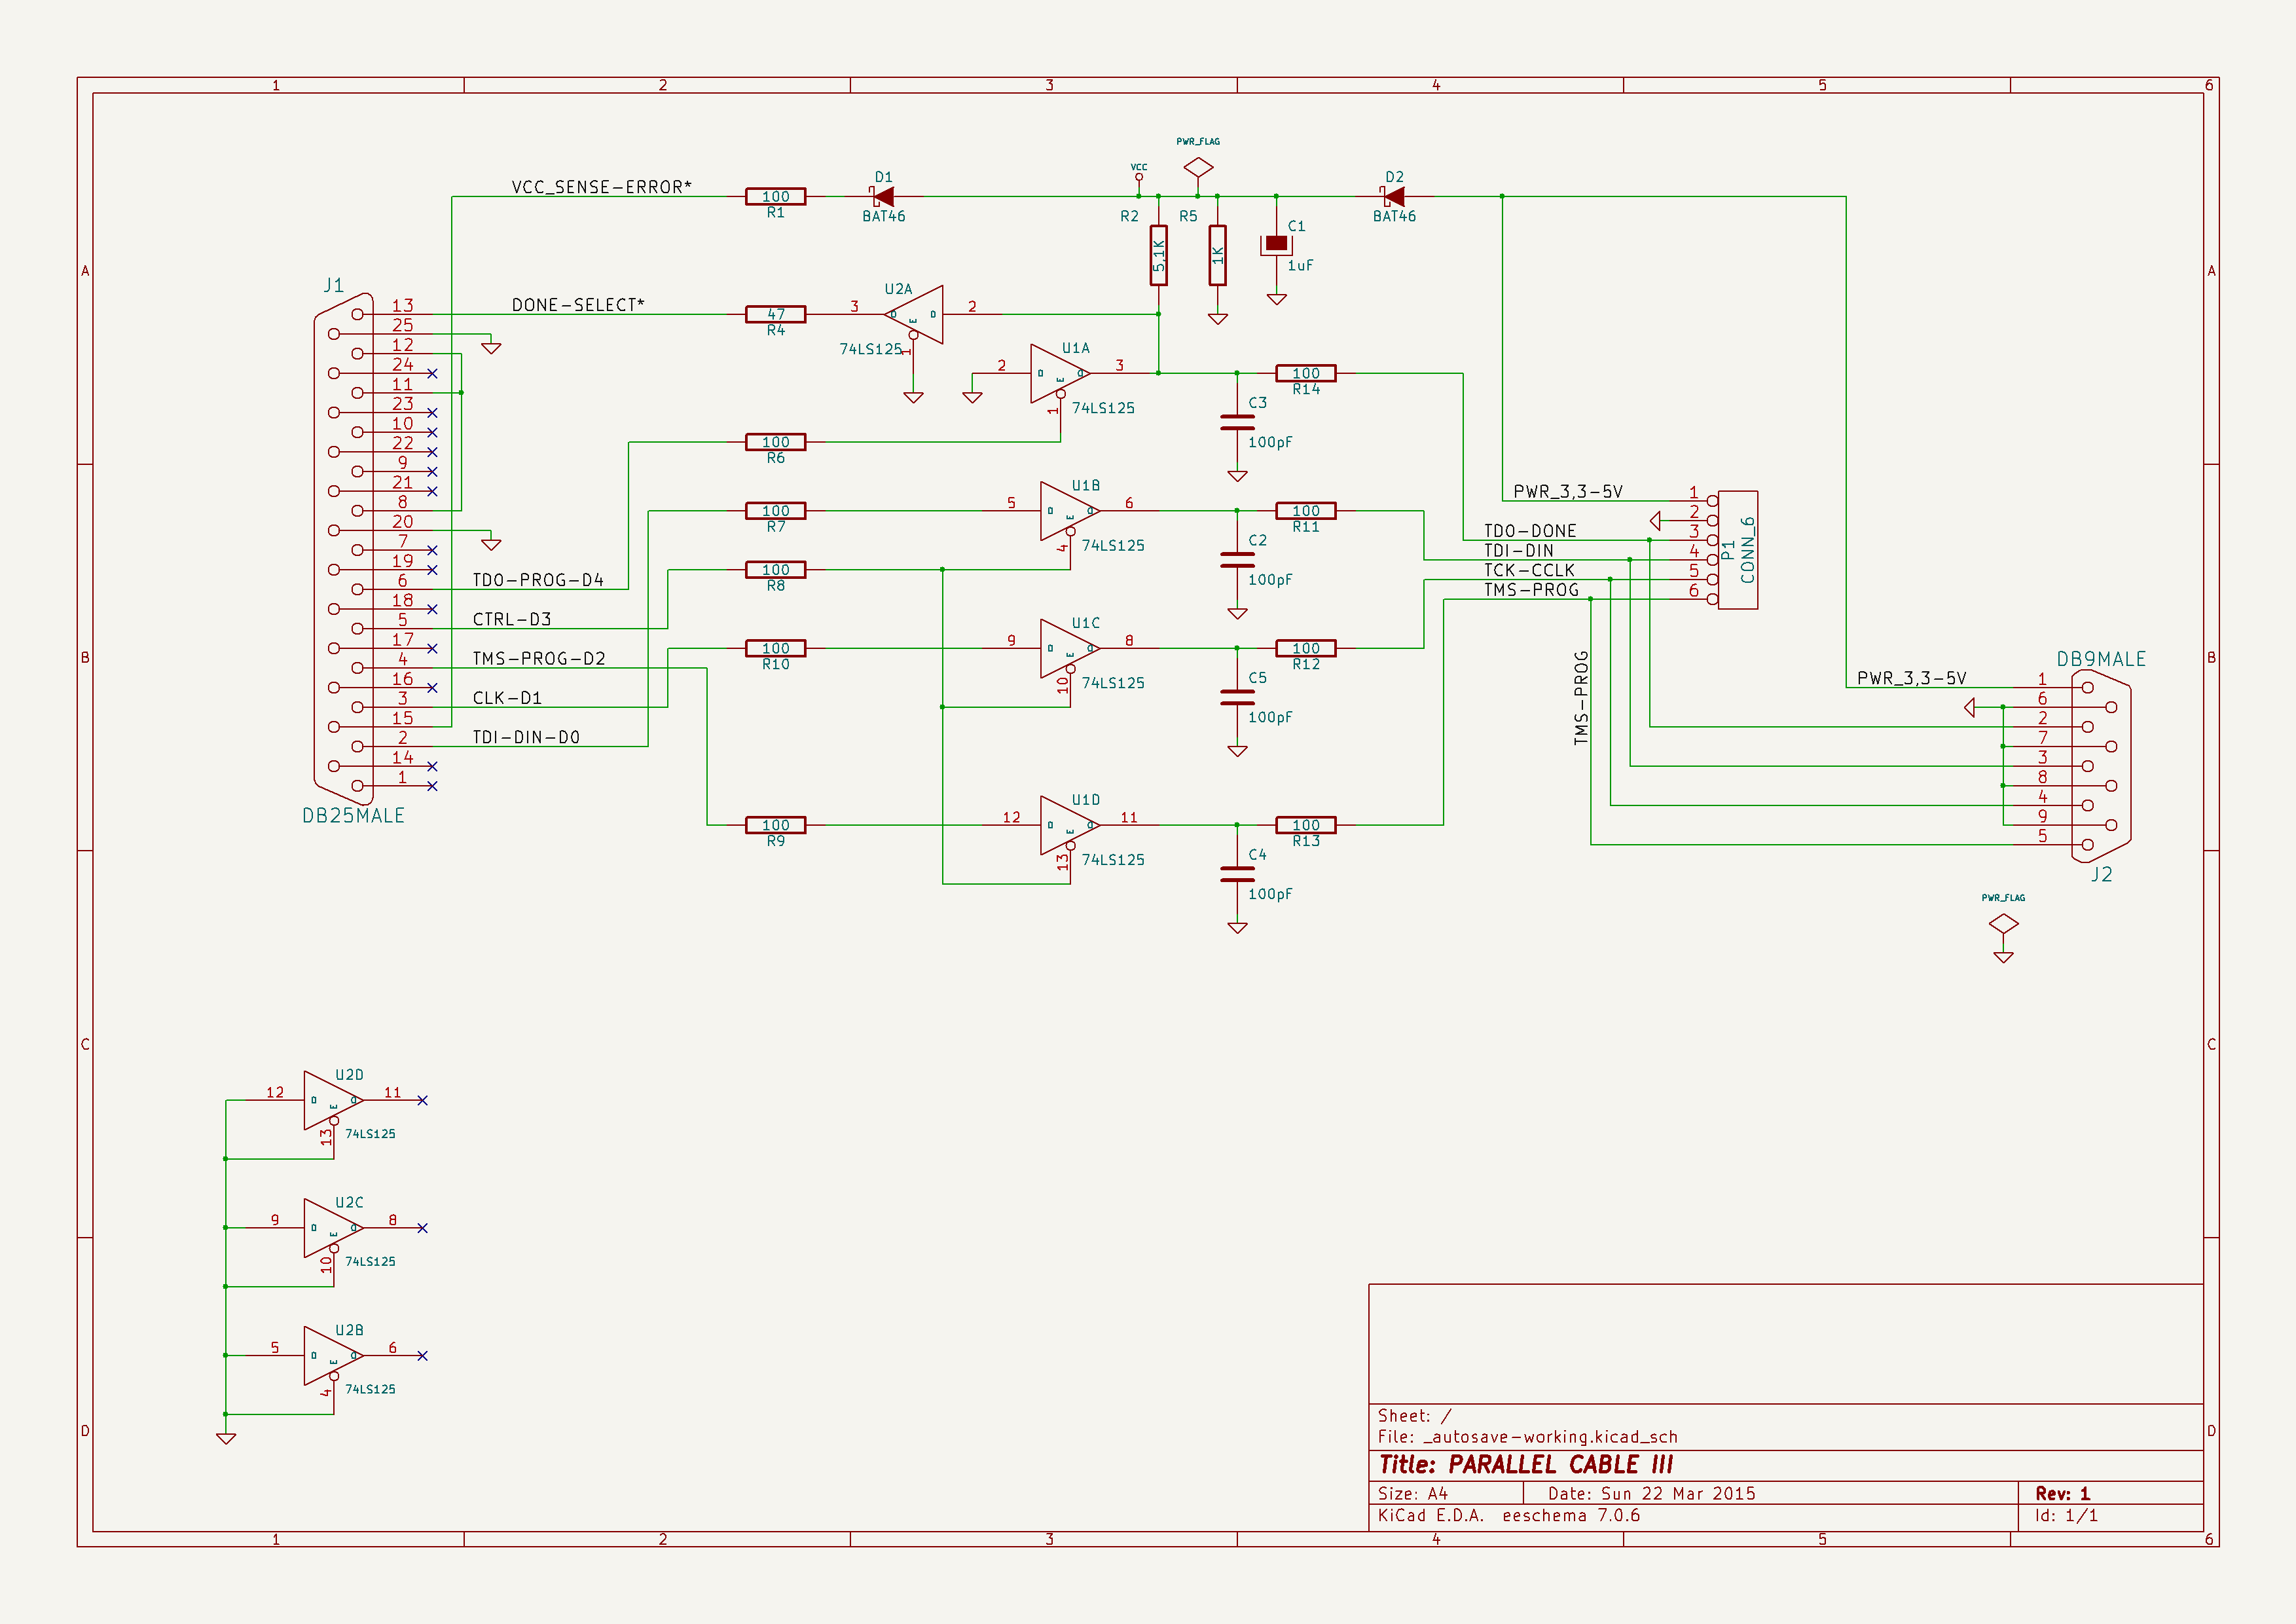 1 2 3 4 5 6
A
B
C
D
A
B
C
D
1 2 3 4 5 6
PWR_FLAG
VCC
VCC_SENSE-ERROR*
100
R1
D1
BAT46
R2
5,1K
R5
1K
C1
1uF
D2
BAT46
J1
13
25
12
24
11
23
10
22
9
21
8
20
7
19
6
18
5
17
4
16
3
15
2
14
1
DB25MALE
DONE-SELECT*
47
R4
3
U2A
2
74LS125
1
D
E
O
2
U1A
3
D
E
O
1
74LS125
100
R14
C3
100pF
100
R6
TDO-PROG-D4
CTRL-D3
TMS-PROG-D2
CLK-D1
TDI-DIN-D0
100
R7
5
U1B
6
D
E
O
4
74LS125
100
R11
C2
100pF
100
R8
100
R10
9
U1C
8
D
E
O
10
74LS125
100
R12
C5
100pF
100
R9
12
U1D
11
D
E
O
13
74LS125
100
R13
C4
100pF
PWR_3,3-5V
TDO-DONE
TDI-DIN
TCK-CCLK
TMS-PROG
1
2
3
4
5
6
P1
CONN_6
TMS-PROG
PWR_3,3-5V
DB9MALE
1
6
2
7
3
8
4
9
5
J2
PWR_FLAG
12
U2D
11
D
E
O
13
74LS125
9
U2C
8
D
E
O
10
74LS125
5
U2B
6
D
E
O
4
74LS125
Sheet: /
File: _autosave-working.kicad_sch
Title: PARALLEL CABLE III
Size: A4 Date: Sun 22 Mar 2015 Rev: 1
KiCad E.D.A. eeschema 7.0.6 Id: 1/1